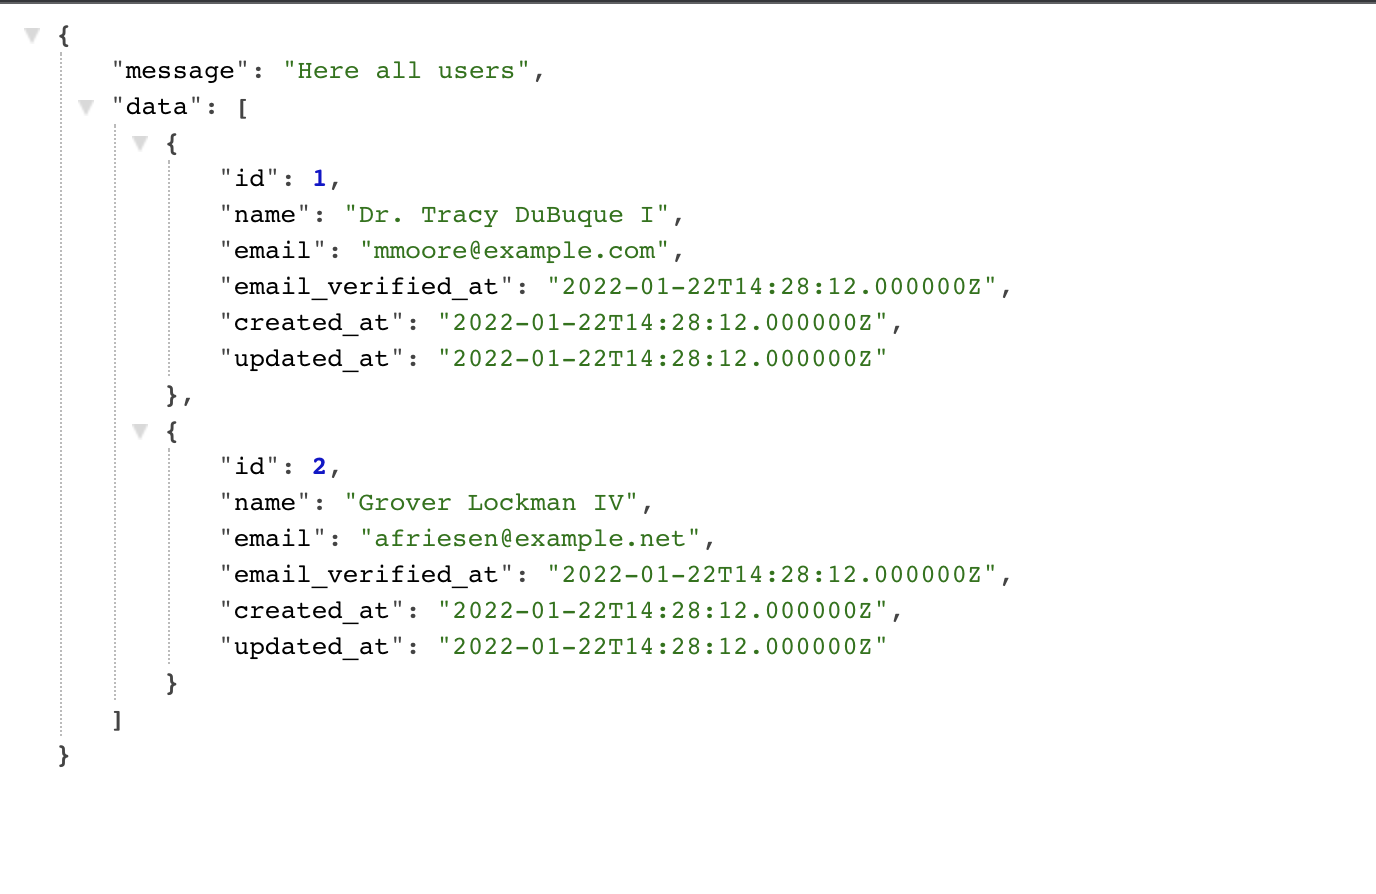 {
"message": "Here all users",
"data": [
{
"id": 1,
"name": "Dr. Tracy DuBuque I",
"email": "mmoore@example.com",
"email_verified_at": "2022-01-22T14:28:12.000000Z",
"created_at": "2022-01-22T14:28:12.000000Z",
"updated_at": "2022-01-22T14:28:12.000000Z"
},
{
"id": 2,
"name": "Grover Lockman IV",
"email": "afriesen@example.net",
"email_verified_at": "2022-01-22T14:28:12.000000Z",
"created_at": "2022-01-22T14:28:12.000000Z",
"updated_at": "2022-01-22T14:28:12.000000Z"
}
]
}